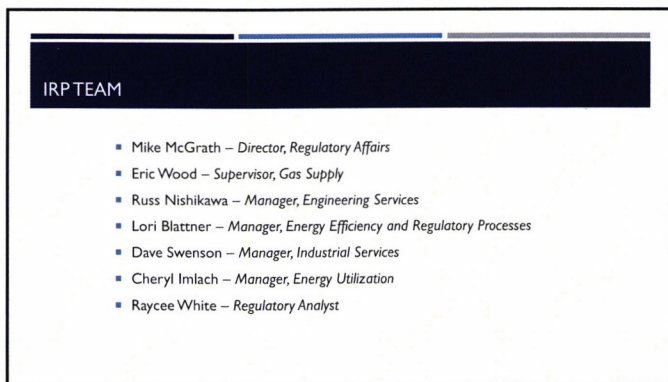 IRP TEAM
▪ Mike McGrath – Director, Regulatory Affairs
▪ Eric Wood – Supervisor, Gas Supply
▪ Russ Nishikawa – Manager, Engineering Services
▪ Lori Blattner – Manager, Energy Efficiency and Regulatory Processes
▪ Dave Swenson – Manager, Industrial Services
▪ Cheryl Imlach – Manager, Energy Utilization
▪ Raycee White – Regulatory Analyst